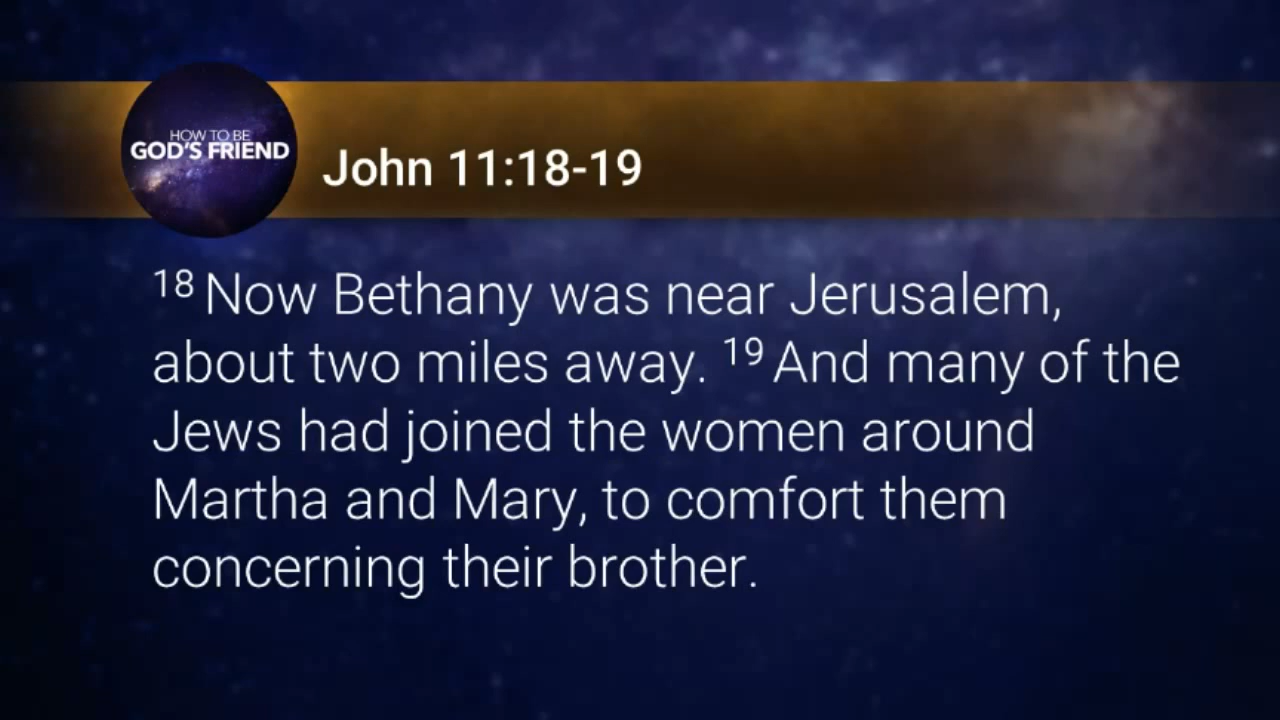 HOW TO BE
GOD'S FRIEND
John 11:18-19
18 Now Bethany was near Jerusalem,
about two miles away. 19 And many of the
Jews had joined the women around
Martha and Mary, to comfort them
concerning their brother.